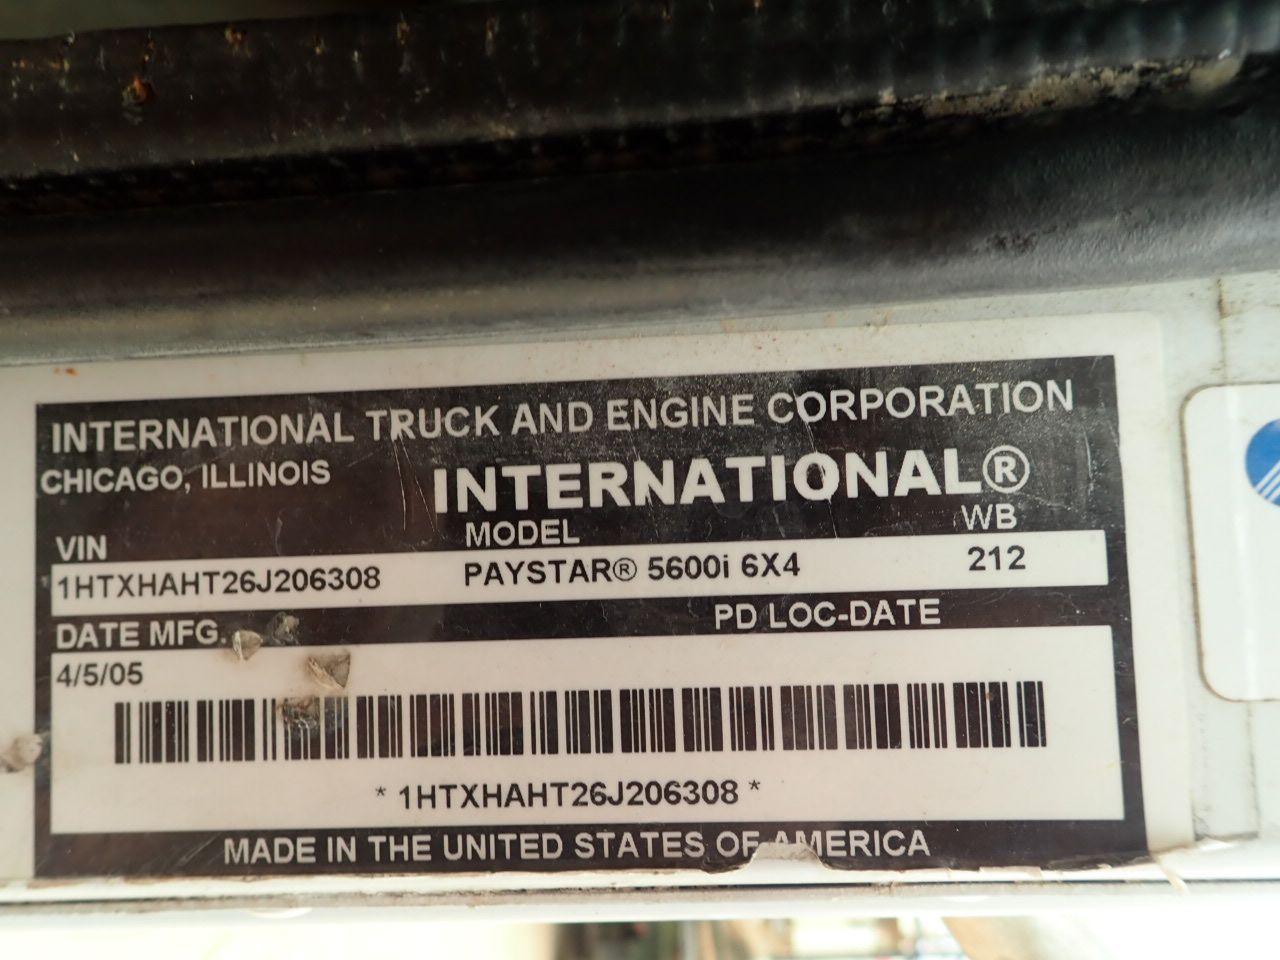 INTERNATIONAL TRUCK AND ENGINE CORPORATION
CHICAGO, ILLINOIS
INTERNATIONAL®
VIN MODEL WB
1HTXHAHT26J206308 PAYSTAR® 5600i 6X4 212
DATE MFG. PD LOC-DATE
4/5/05
* 1HTXHAHT26J206308 *
MADE IN THE UNITED STATES OF AMERICA